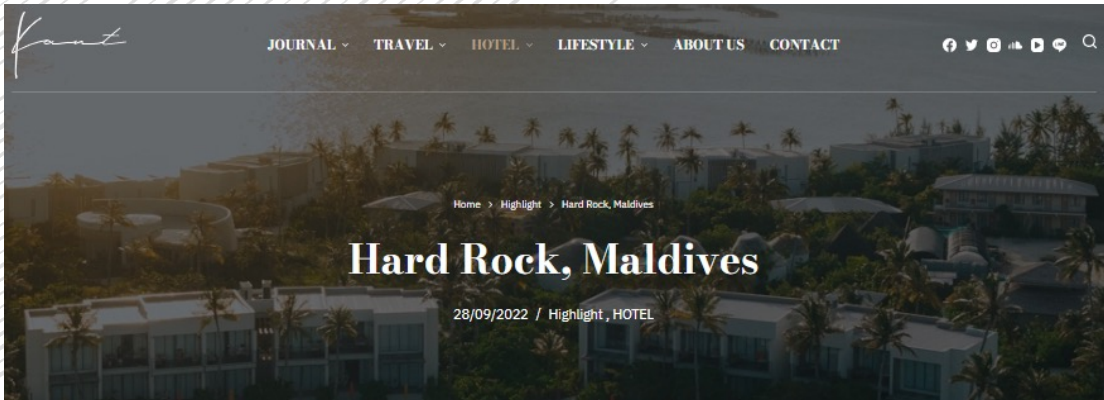 Kant
JOURNAL TRAVEL HOTEL LIFESTYLE ABOUT US CONTACT
Home > Highlight > Hard Rock, Maldives
Hard Rock, Maldives
28/09/2022 / Highlight , HOTEL